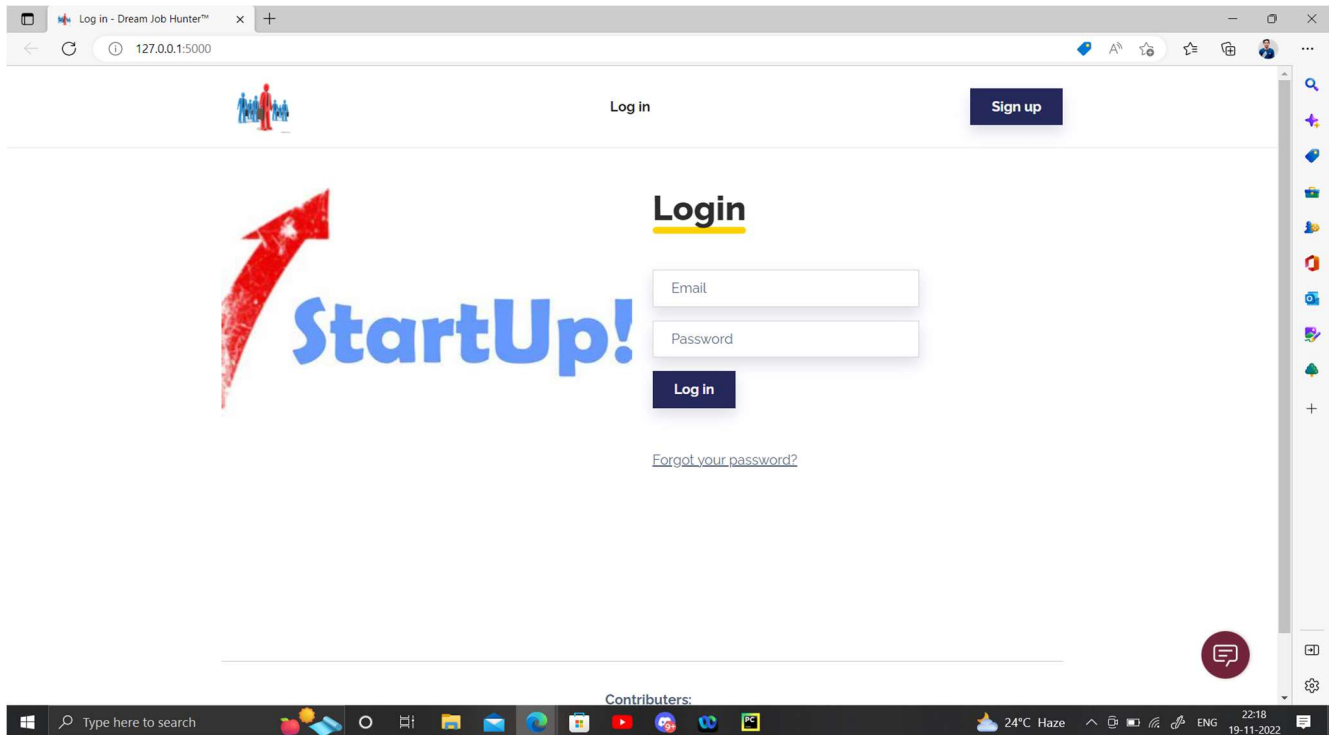 Log in - Dream Job Hunter™
127.0.0.1:5000
Log in
Sign up
StartUp!
Login
Email
Password
Log in
Forgot your password?
Contributers:
Type here to search
PC
24°C Haze
ENG
22:18
19-11-2022